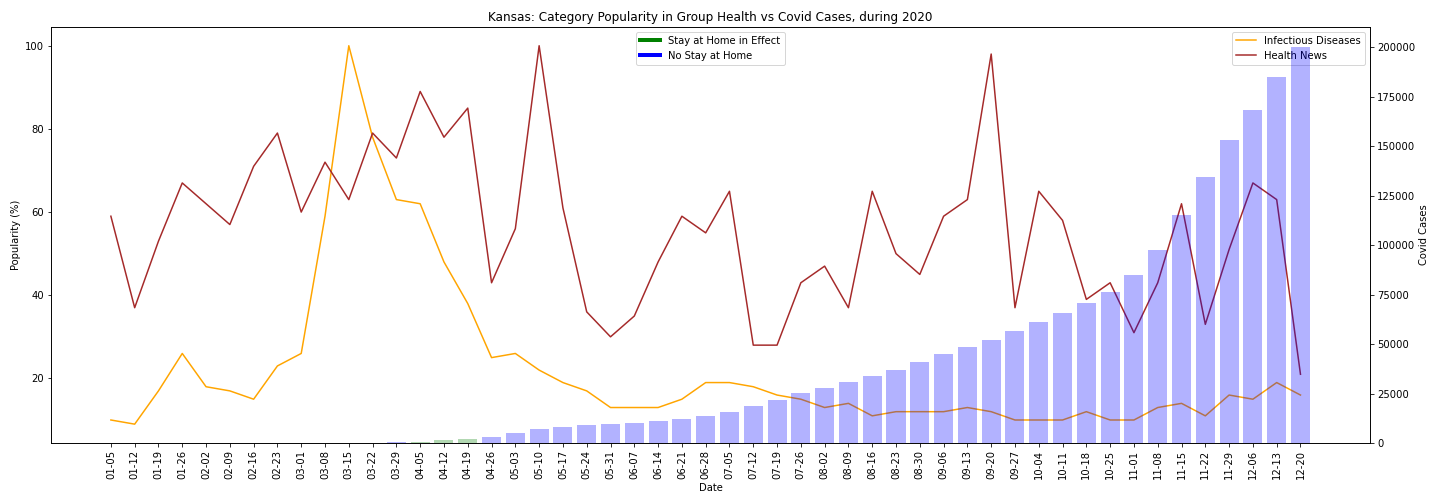 Kansas: Category Popularity in Group Health vs Covid Cases, during 2020
Stay at Home in Effect
No Stay at Home
Infectious Diseases
Health News
Popularity (%)
100
80
60
40
20
Covid Cases
200000
175000
150000
125000
100000
75000
50000
25000
0
01-05 01-12 01-19 01-26 02-02 02-09 02-16 02-23 03-01 03-08 03-15 03-22 03-29 04-05 04-12 04-19 04-26 05-03 05-10 05-17 05-24 05-31 06-07 06-14 06-21 06-28 07-05 07-12 07-19 07-26 08-02 08-09 08-16 08-23 08-30 09-06 09-13 09-20 09-27 10-04 10-11 10-18 10-25 11-01 11-08 11-15 11-22 11-29 12-06 12-13 12-20
Date